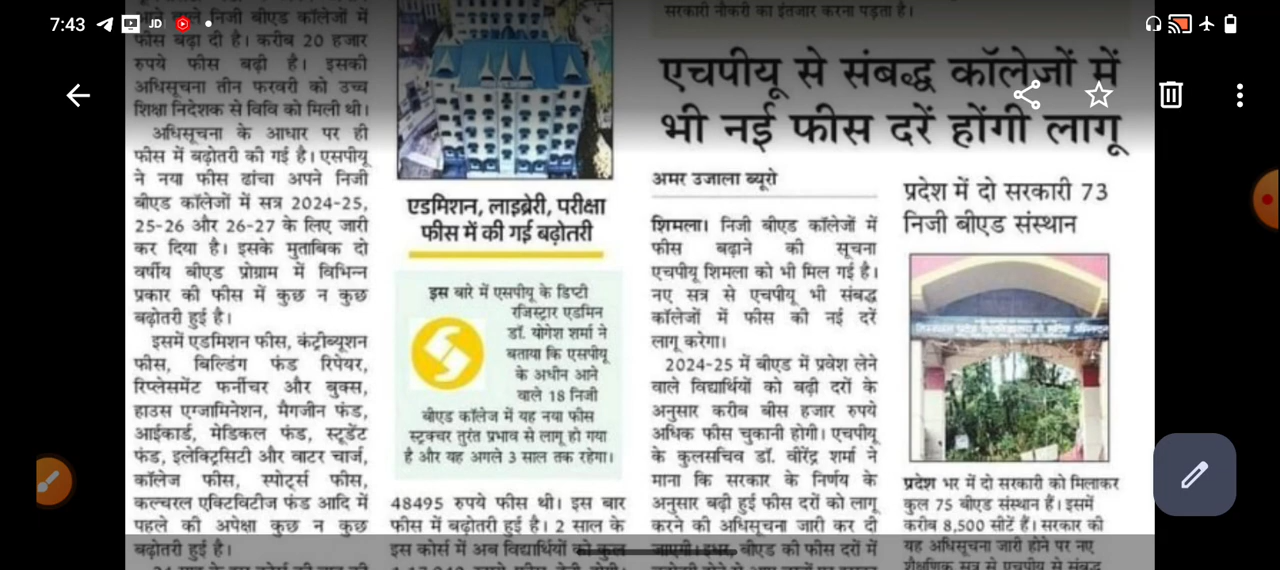 7:43
JD
वाले निजी बीएड कॉलेजों में
फीस बढ़ा दी है। करीब 20 हजार
रुपये फीस बढ़ी है। इसकी
अधिसूचना तीन फरवरी को उच्च
शिक्षा निदेशक से विवि को मिली थी।
अधिसूचना के आधार पर ही
फीस में बढ़ोतरी की गई है। एसपीयू
ने नया फीस ढांचा अपने निजी
बीएड कॉलेजों में सत्र 2024-25,
25-26 और 26-27 के लिए जारी
कर दिया है। इसके मुताबिक दो
वर्षीय बीएड प्रोग्राम में विभिन्न
प्रकार की फीस में कुछ न कुछ
बढ़ोतरी हुई है।
इसमें एडमिशन फीस, कंट्रीब्यूशन
फीस, बिल्डिंग फंड रिपेयर,
रिप्लेसमेंट फर्नीचर और बुक्स,
हाउस एग्जामिनेशन, मैगजीन फंड,
आईकार्ड, मेडिकल फंड, स्टूडेंट
फंड, इलेक्ट्रिसिटी और वाटर चार्ज,
कॉलेज फीस, स्पोर्ट्स फीस,
कल्चरल एक्टिविटीज फंड आदि में
पहले की अपेक्षा कुछ न कुछ
बढ़ोतरी हुई है।
एडमिशन, लाइब्रेरी, परीक्षा
फीस में की गई बढ़ोतरी
इस बारे में एसपीयू के डिप्टी
रजिस्ट्रार एडमिन
डॉ. योगेश शर्मा ने
बताया कि एसपीयू
के अधीन आने
वाले 18 निजी
बीएड कॉलेज में यह नया फीस
स्ट्रक्चर तुरंत प्रभाव से लागू हो गया
है और यह अगले 3 साल तक रहेगा।
48495 रुपये फीस थी। इस बार
फीस में बढ़ोतरी हुई है। 2 साल के
इस कोर्स में अब विद्यार्थियों को कुल
सरकारी नौकरी का इंतजार करना पड़ता है।
एचपीयू से संबद्ध कॉलेजों में
भी नई फीस दरें होंगी लागू
अमर उजाला ब्यूरो
शिमला। निजी बीएड कॉलेजों में
फीस बढ़ाने की सूचना
एचपीयू शिमला को भी मिल गई है।
नए सत्र से एचपीयू भी संबद्ध
कॉलेजों में फीस की नई दरें
लागू करेगा।
2024-25 में बीएड में प्रवेश लेने
वाले विद्यार्थियों को बढ़ी दरों के
अनुसार करीब बीस हजार रुपये
अधिक फीस चुकानी होगी। एचपीयू
के कुलसचिव डॉ. वीरेंद्र शर्मा ने
माना कि सरकार के निर्णय के
अनुसार बढ़ी हुई फीस दरों को लागू
करने की अधिसूचना जारी कर दी
जाएगी। इधर, बीएड की फीस दरों में
प्रदेश में दो सरकारी 73
निजी बीएड संस्थान
प्रदेश भर में दो सरकारी को मिलाकर
कुल 75 बीएड संस्थान हैं। इसमें
करीब 8,500 सीटें हैं। सरकार की
यह अधिसूचना जारी होने पर नए
शैक्षणिक सत्र से एचपीयू से संबद्ध